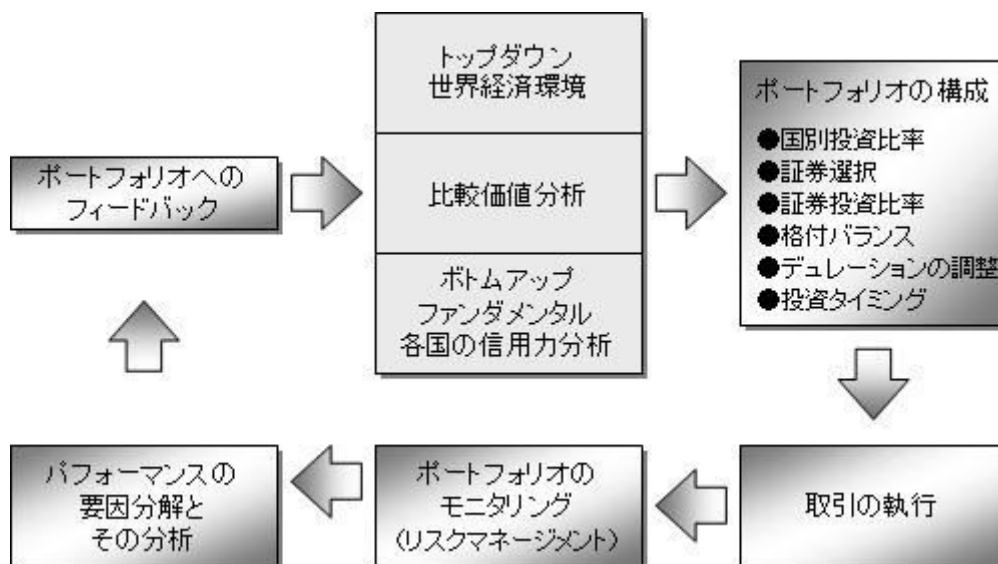 ポートフォリオへの
フィードバック
トップダウン
世界経済環境
比較価値分析
ボトムアップ
ファンダメンタル
各国の信用力分析
ポートフォリオの構成
●国別投資比率
●証券選択
●証券投資比率
●格付バランス
●デュレーションの調整
●投資タイミング
取引の執行
ポートフォリオの
モニタリング
(リスクマネージメント)
パフォーマンスの
要因分解と
その分析